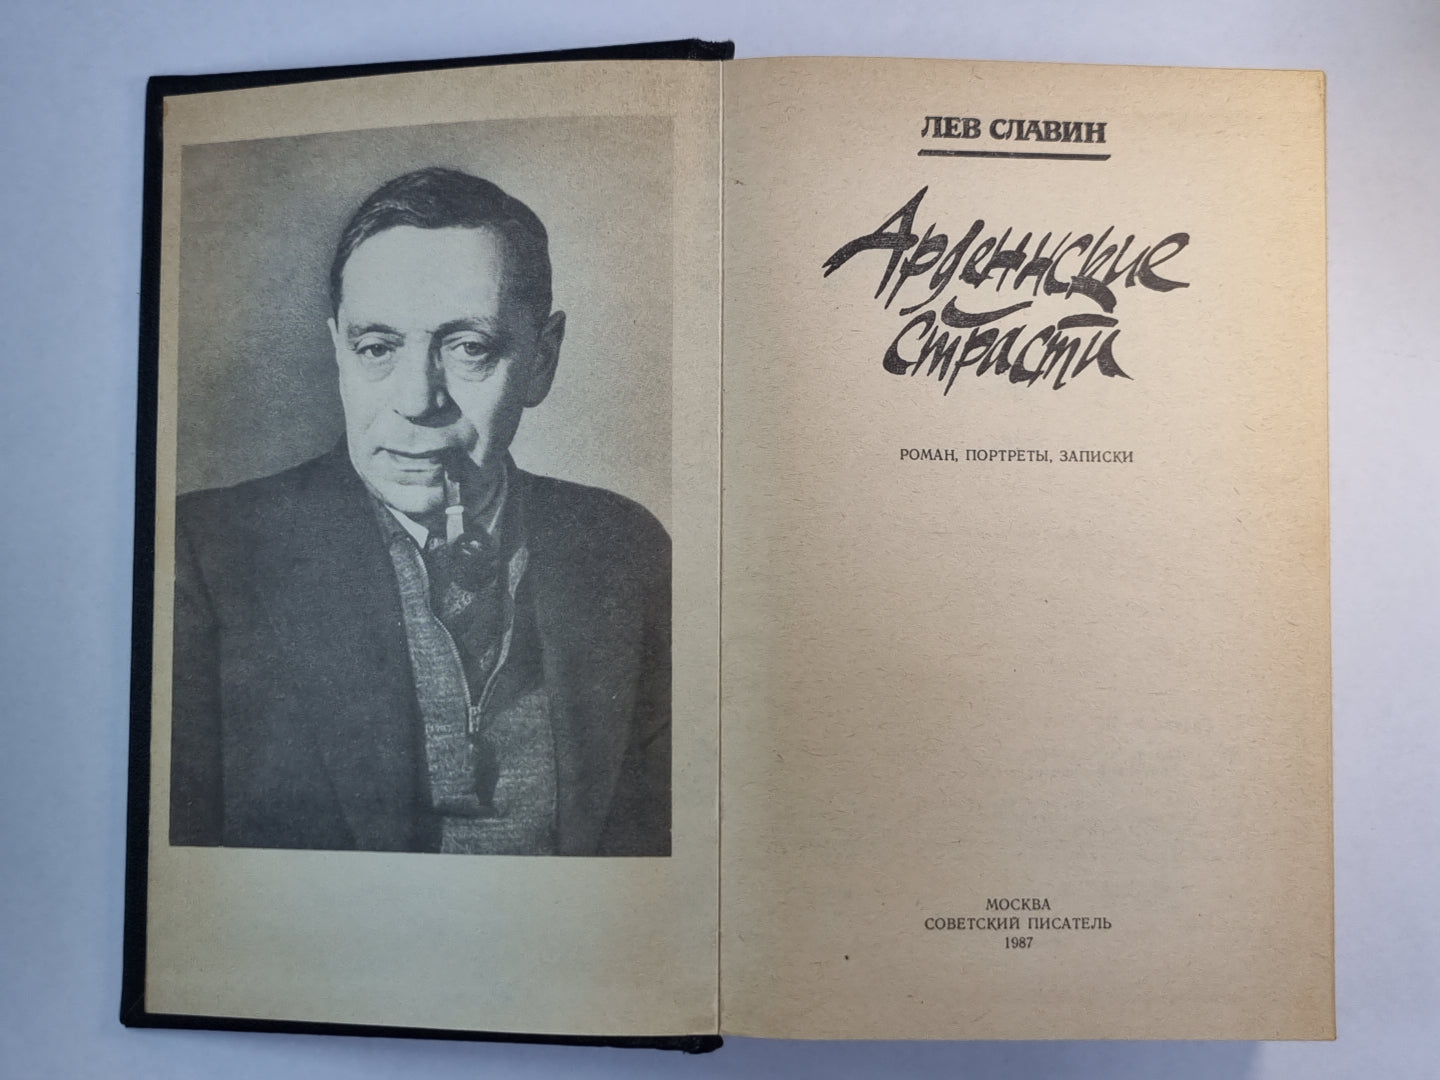 ЛЕВ СЛАВИН
Арденнские
страсти
РОМАН, ПОРТРЕТЫ, ЗАПИСКИ
МОСКВА
СОВЕТСКИЙ ПИСАТЕЛЬ
1987